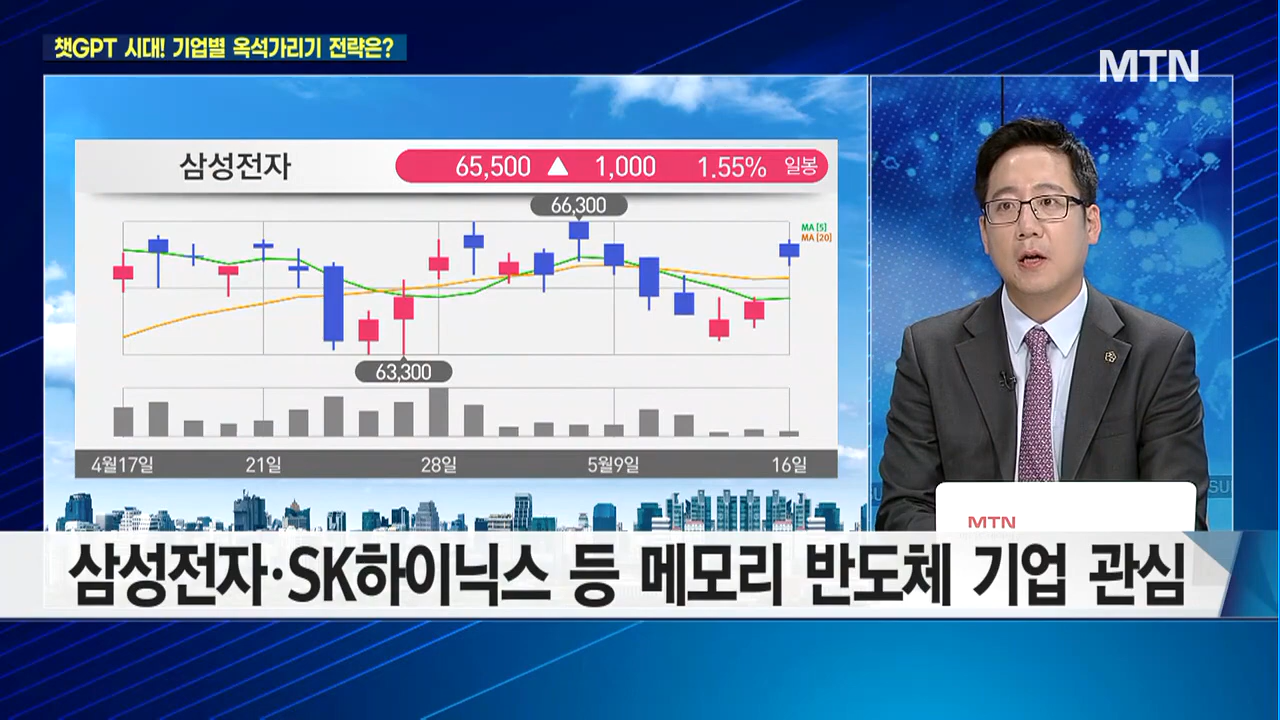 챗GPT 시대! 기업별 옥석가리기 전략은?
MTN
삼성전자
65,500 ▲ 1,000 1.55% 일봉
66,300
MA [5]
MA [20]
63,300
4월17일 21일 28일 5월9일 16일
MTN
삼성전자·SK하이닉스 등 메모리 반도체 기업 관심